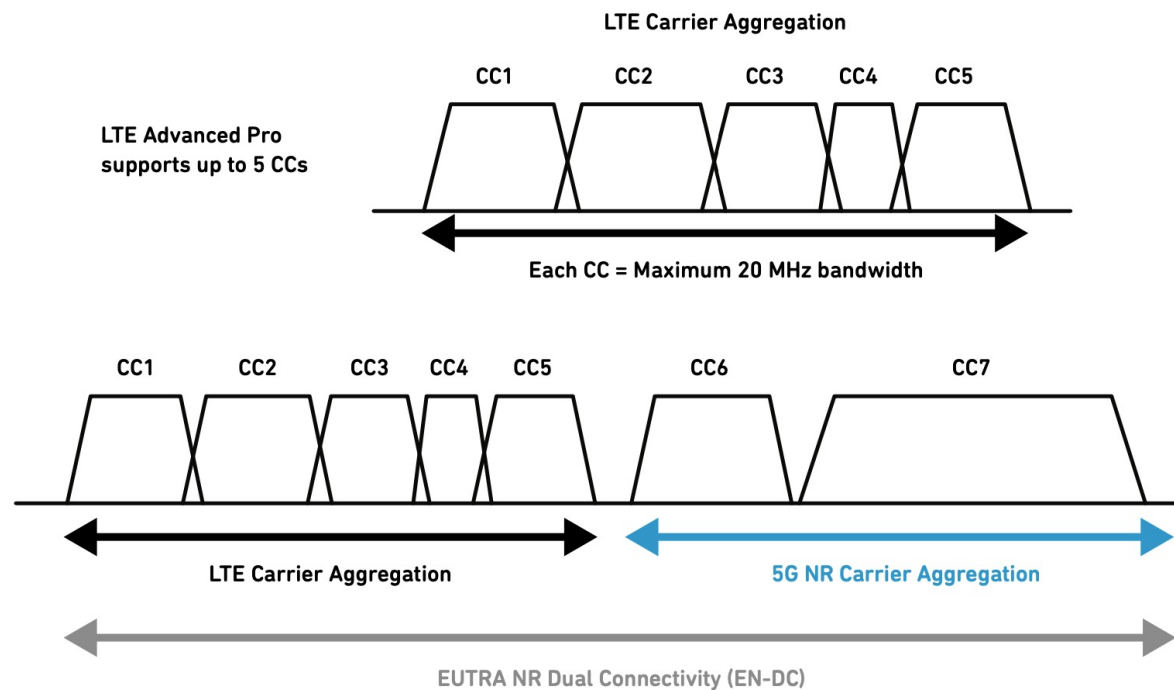 LTE Carrier Aggregation
CC1 CC2 CC3 CC4 CC5
LTE Advanced Pro
supports up to 5 CCs
Each CC = Maximum 20 MHz bandwidth
CC1 CC2 CC3 CC4 CC5 CC6 CC7
LTE Carrier Aggregation
5G NR Carrier Aggregation
EUTRA NR Dual Connectivity (EN-DC)